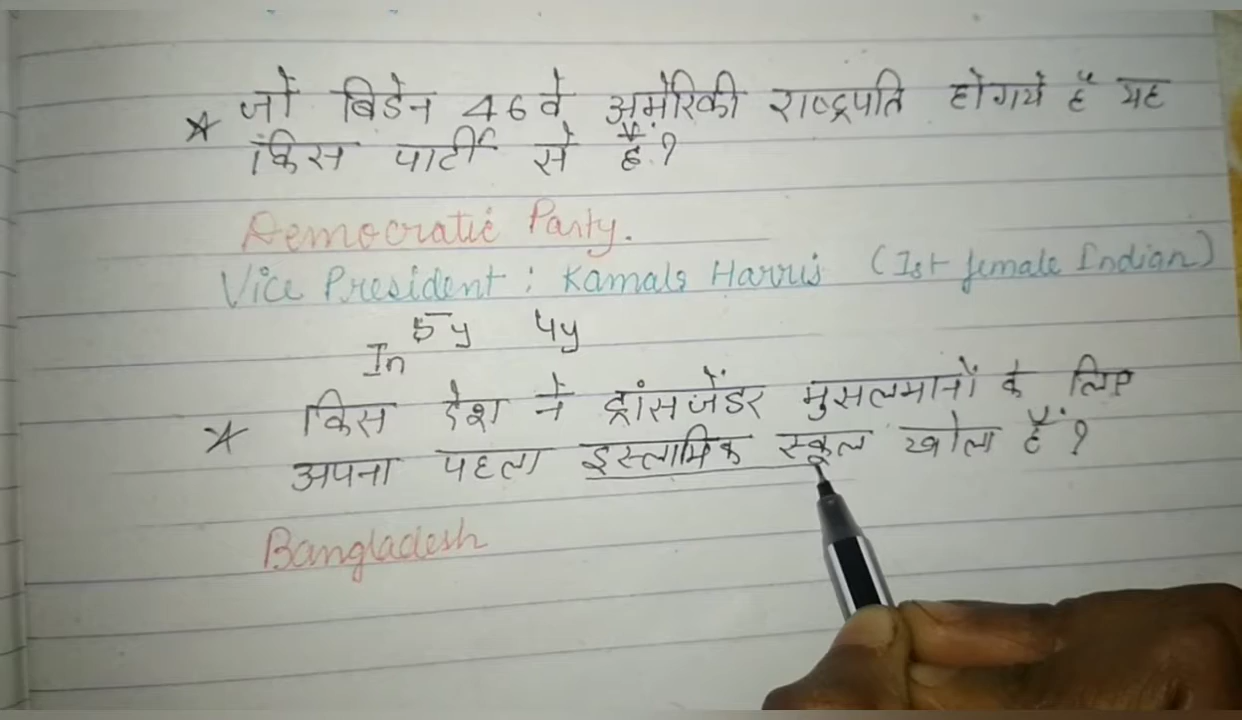 ★ जो बिडेन 46 वे अमेरिकी राष्ट्रपति होगये हैं यह
किस पार्टी से हैं?
Democratic Party.
Vice President : Kamala Harris (1st female Indian)
In 5y 4y
★ किस देश ने ट्रांसजेंडर मुसलमानों के लिए
अपना पहला इस्लामिक स्कूल खोला हैं?
Bangladesh